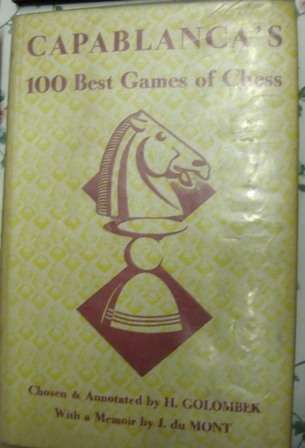 CAPABLANCA'S
100 Best Games of Chess
Chosen & Annotated by H. GOLOMBEK
With a Memoir by J. du MONT